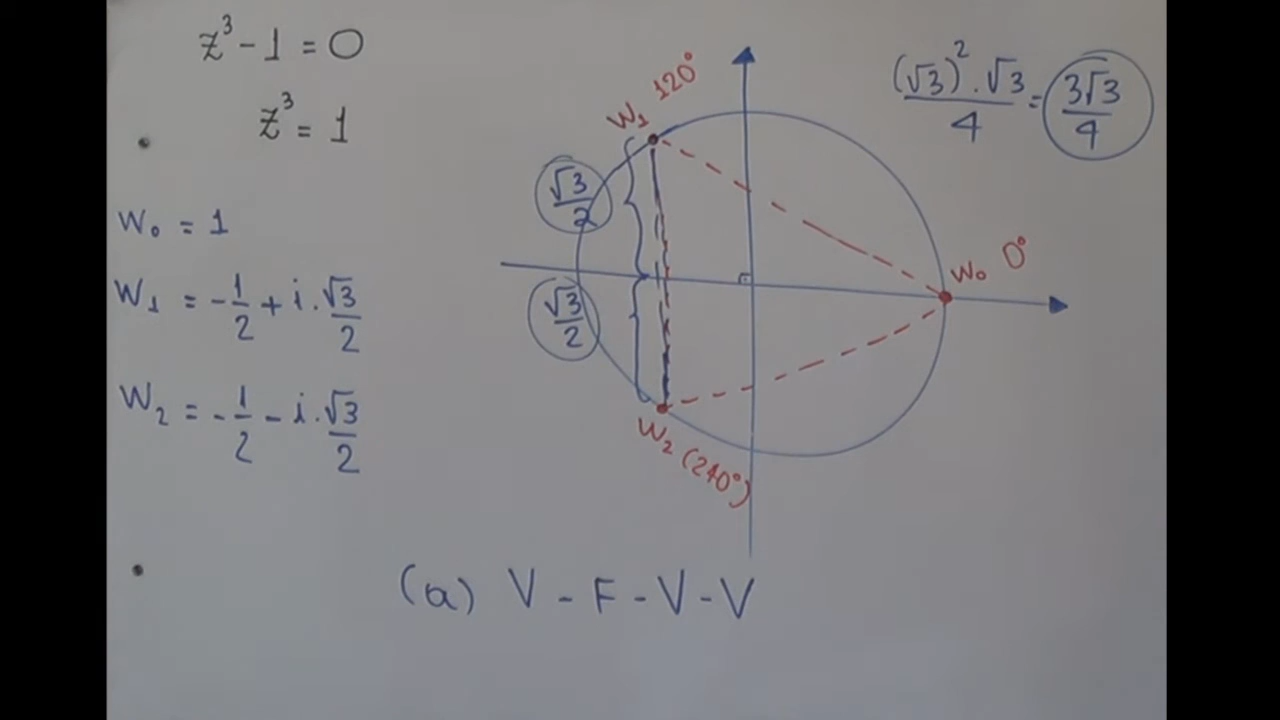 z³ - 1 = 0
z³ = 1
W₀ = 1
W₁ = -1/2 + i.√3/2
W₂ = -1/2 - i.√3/2
W₁ 120°
√3/2
√3/2
W₀ 0°
W₂ (240°)
(√3)² . √3 / 4 = 3√3/4
(a) V - F - V - V